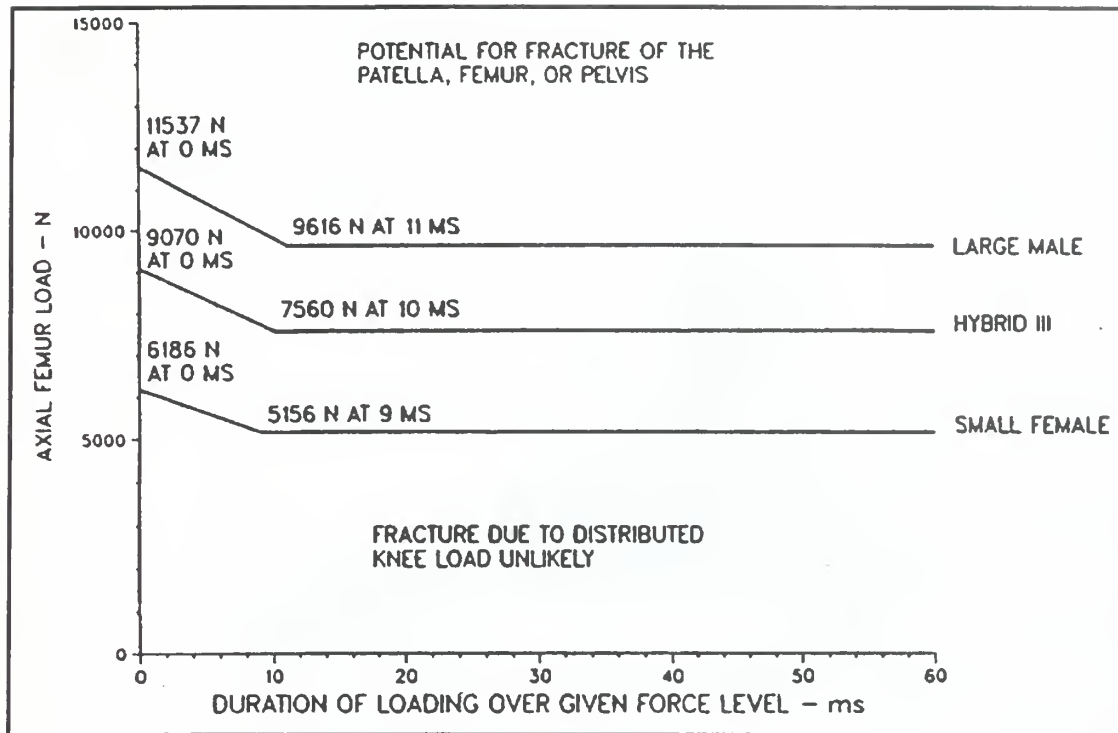 15000
POTENTIAL FOR FRACTURE OF THE
PATELLA, FEMUR, OR PELVIS
11537 N
AT 0 MS
9616 N AT 11 MS
LARGE MALE
10000
9070 N
AT 0 MS
7560 N AT 10 MS
HYBRID III
6186 N
AT 0 MS
5156 N AT 9 MS
SMALL FEMALE
5000
AXIAL FEMUR LOAD – N
FRACTURE DUE TO DISTRIBUTED
KNEE LOAD UNLIKELY
0
0 10 20 30 40 50 60
DURATION OF LOADING OVER GIVEN FORCE LEVEL – ms